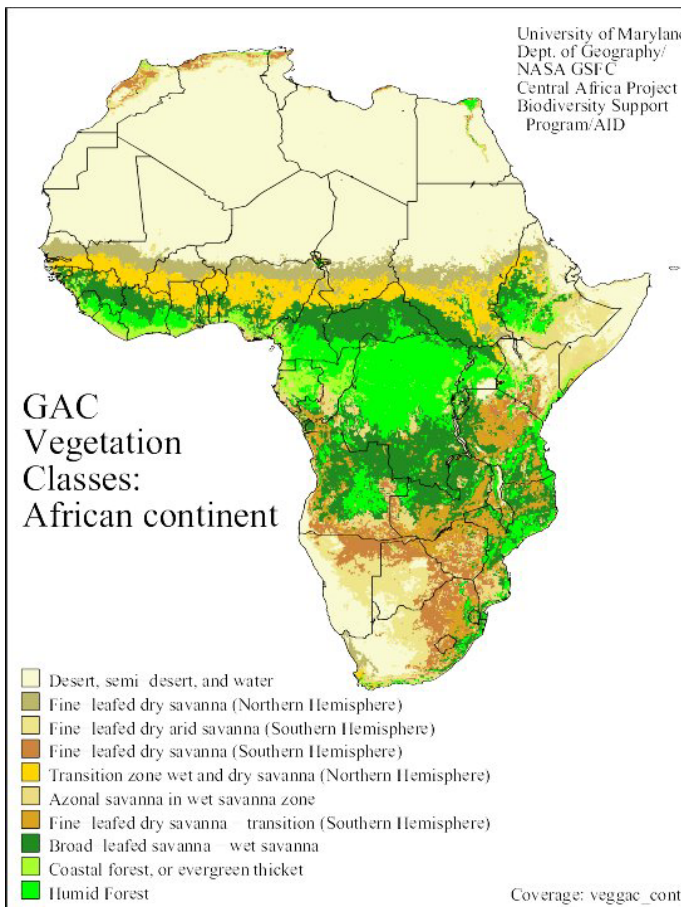 University of Maryland
Dept. of Geography/
NASA GSFC
Central Africa Project
Biodiversity Support
Program/AID
GAC
Vegetation
Classes:
African continent
Desert, semi-desert, and water
Fine-leafed dry savanna (Northern Hemisphere)
Fine-leafed dry arid savanna (Southern Hemisphere)
Fine-leafed dry savanna (Southern Hemisphere)
Transition zone wet and dry savanna (Northern Hemisphere)
Azonal savanna in wet savanna zone
Fine-leafed dry savanna - transition (Southern Hemisphere)
Broad-leafed savanna - wet savanna
Coastal forest, or evergreen thicket
Humid Forest
Coverage: veggac_cont